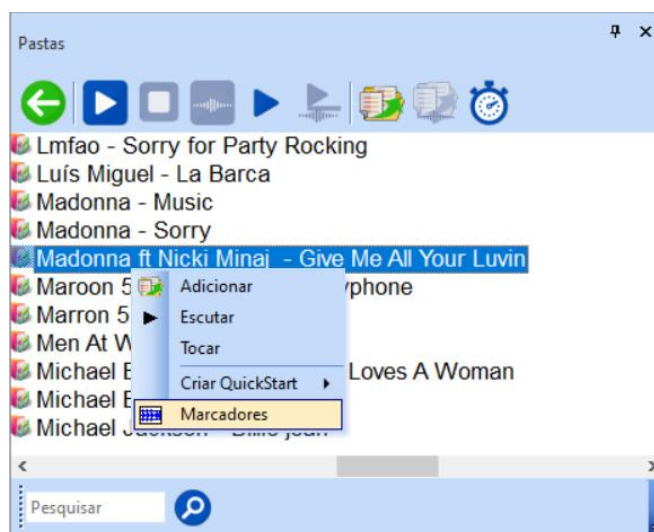 Pastas
Lmfao - Sorry for Party Rocking
Luís Miguel - La Barca
Madonna - Music
Madonna - Sorry
Madonna ft Nicki Minaj - Give Me All Your Luvin
Maroon 5 yphone
Adicionar
Marron 5
Escutar
Men At W
Tocar
Michael B Loves A Woman
Criar QuickStart
Michael B
Marcadores
Michael
Pesquisar